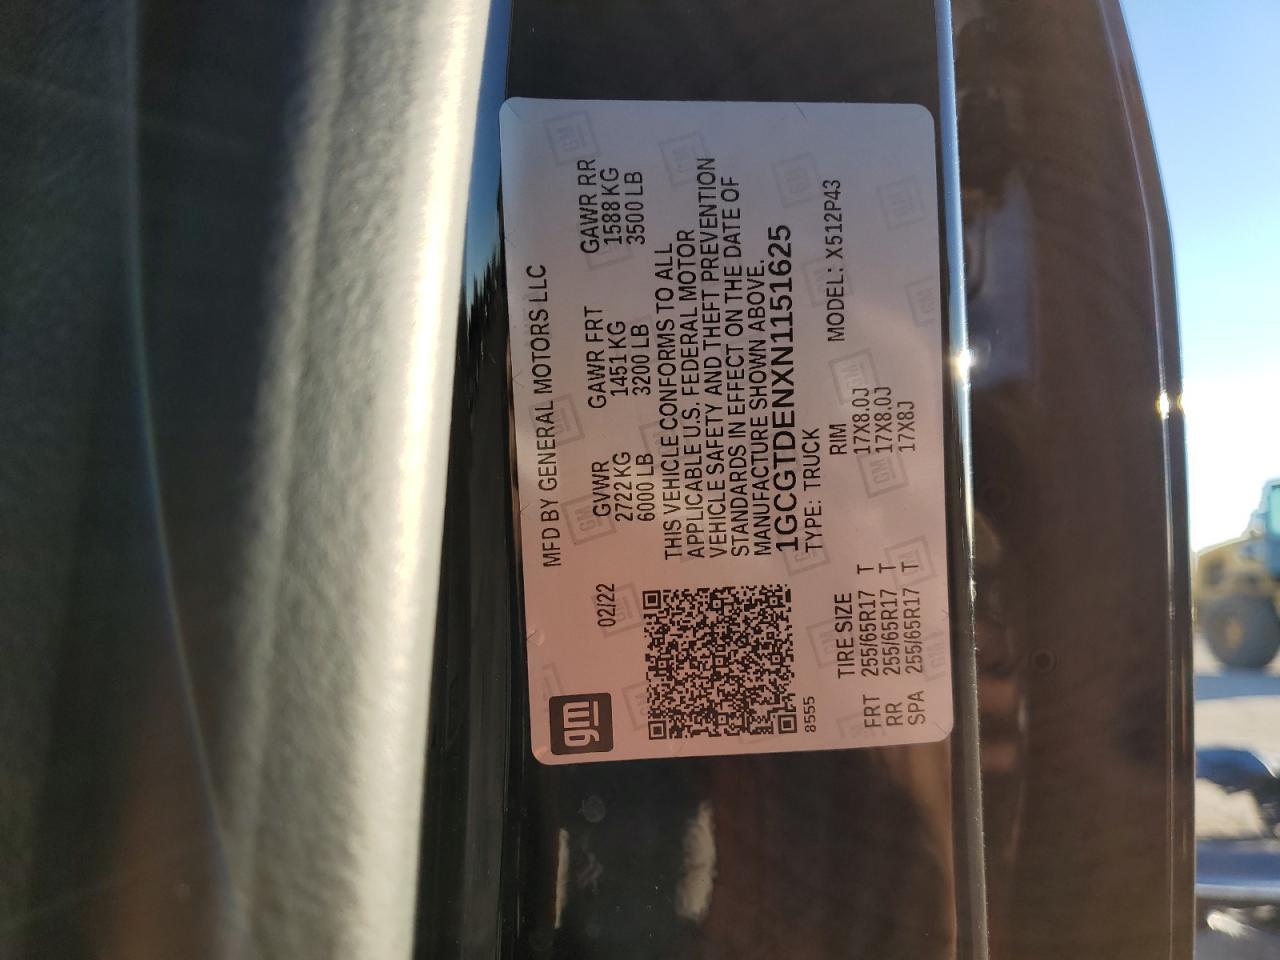 gm
02/22
MFD BY GENERAL MOTORS LLC
GVWR GAWR FRT GAWR RR
2722 KG 1451 KG 1588 KG
6000 LB 3200 LB 3500 LB
THIS VEHICLE CONFORMS TO ALL
APPLICABLE U.S. FEDERAL MOTOR
VEHICLE SAFETY AND THEFT PREVENTION
STANDARDS IN EFFECT ON THE DATE OF
MANUFACTURE SHOWN ABOVE.
1GCGTDENXN1151625
8555
TYPE: TRUCK
MODEL: X512P43
TIRE SIZE RIM
FRT 255/65R17 T 17X8.0J
RR 255/65R17 T 17X8.0J
SPA 255/65R17 T 17X8J